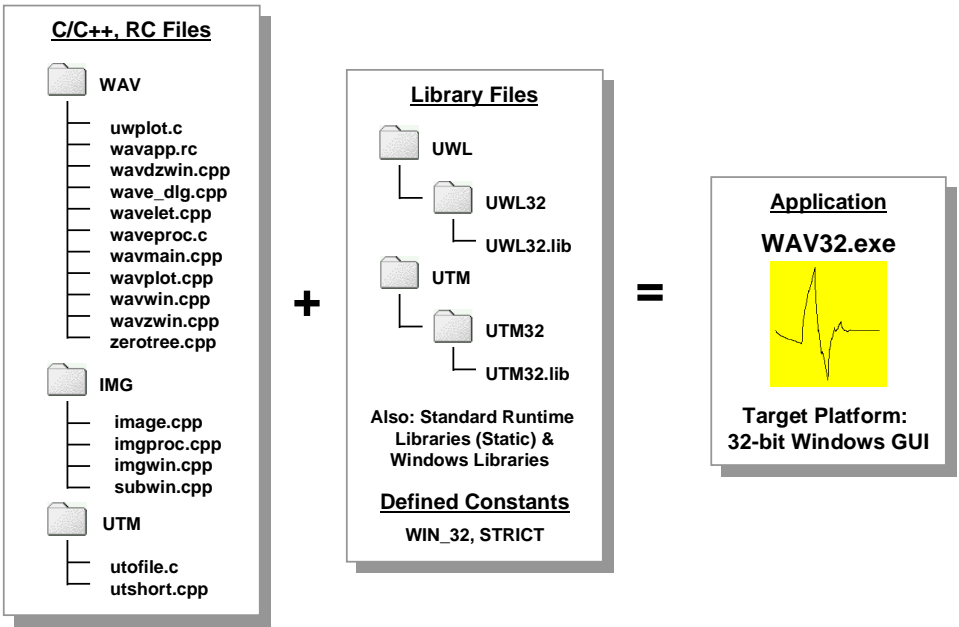 C/C++, RC Files
WAV
uwplot.c
wavapp.rc
wavdzwin.cpp
wave_dlg.cpp
wavelet.cpp
waveproc.c
wavmain.cpp
wavplot.cpp
wavwin.cpp
wavzwin.cpp
zerotree.cpp
IMG
image.cpp
imgproc.cpp
imgwin.cpp
subwin.cpp
UTM
utofile.c
utshort.cpp
+
Library Files
UWL
UWL32
UWL32.lib
UTM
UTM32
UTM32.lib
Also: Standard Runtime
Libraries (Static) &
Windows Libraries
Defined Constants
WIN_32, STRICT
=
Application
WAV32.exe
Target Platform:
32-bit Windows GUI